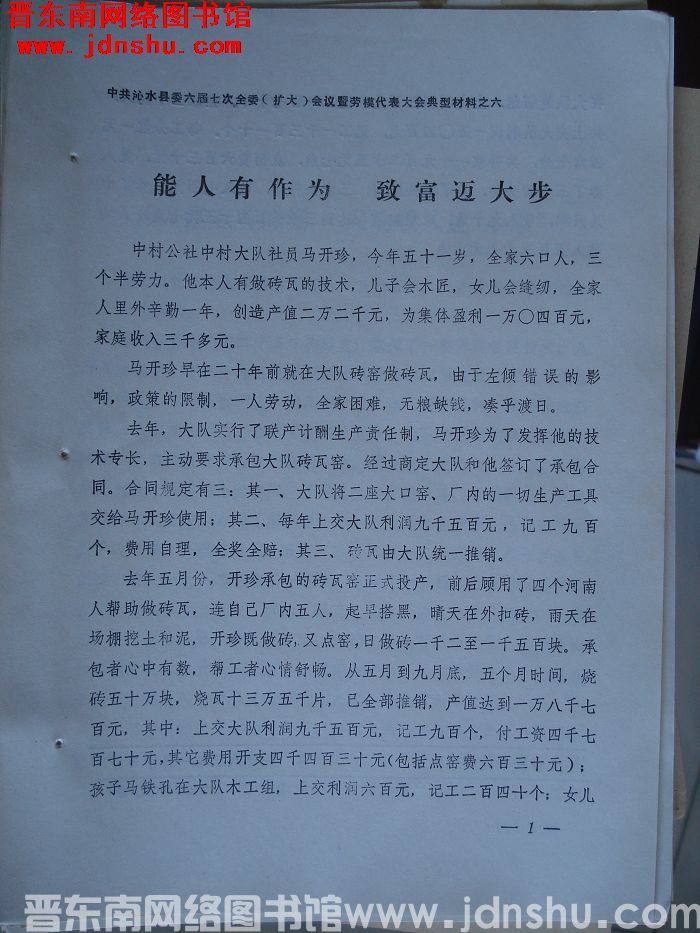 晋东南网络图书馆
www.jdnshu.com
中共沁水县委六届七次全委（扩大）会议暨劳模代表大会典型材料之六
能人有作为 致富迈大步
中村公社中村大队社员马开珍，今年五十一岁，全家六口人，三
个半劳力。他本人有做砖瓦的技术，儿子会木匠，女儿会缝纫，全家
人里外辛勤一年，创造产值二万二千元，为集体盈利一万〇四百元，
家庭收入三千多元。
马开珍早在二十年前就在大队砖窑做砖瓦，由于左倾错误的影
响，政策的限制，一人劳动，全家困难，无粮缺钱，凑乎渡日。
去年，大队实行了联产计酬生产责任制，马开珍为了发挥他的技
术专长，主动要求承包大队砖瓦窑。经过商定大队和他签订了承包合
同。合同规定有三：其一、大队将二座大口窑、厂内的一切生产工具
交给马开珍使用；其二、每年上交大队利润九千五百元，记工九百
个，费用自理，全奖全赔；其三、砖瓦由大队统一推销。
去年五月份，开珍承包的砖瓦窑正式投产，前后顾用了四个河南
人帮助做砖瓦，连自己厂内五人，起早搭黑，晴天在外扣砖，雨天在
场棚挖土和泥，开珍既做砖，又点窑，日做砖一千二至一千五百块。承
包者心中有数，帮工者心情舒畅。从五月到九月底，五个月时间，烧
砖五十万块，烧瓦十三万五千片，已全部推销，产值达到一万八千七
百元，其中：上交大队利润九千五百元，记工九百个，付工资四千七
百七十元，其它费用开支四千四百三十元（包括点窑费六百三十元）；
孩子马铁孔在大队木工组，上交利润六百元，记工二百四十个；女儿
— 1 —
晋东南网络图书馆 www.jdnshu.com